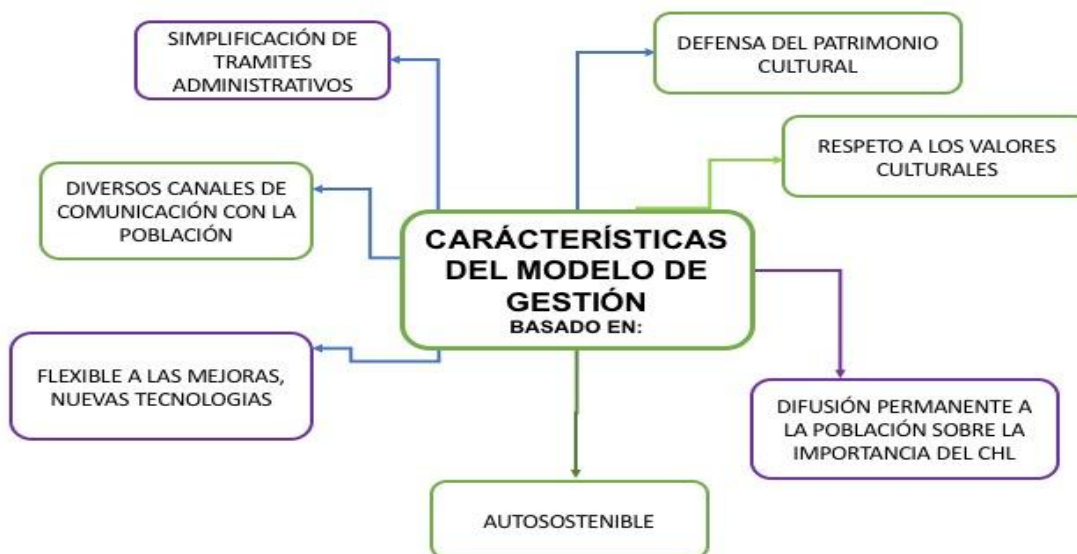 SIMPLIFICACIÓN DE
TRAMITES
ADMINISTRATIVOS
DEFENSA DEL PATRIMONIO
CULTURAL
RESPETO A LOS VALORES
CULTURALES
DIVERSOS CANALES DE
COMUNICACIÓN CON LA
POBLACIÓN
CARÁCTERÍSTICAS
DEL MODELO DE
GESTIÓN
BASADO EN:
FLEXIBLE A LAS MEJORAS,
NUEVAS TECNOLOGIAS
DIFUSIÓN PERMANENTE A
LA POBLACIÓN SOBRE LA
IMPORTANCIA DEL CHL
AUTOSOSTENIBLE